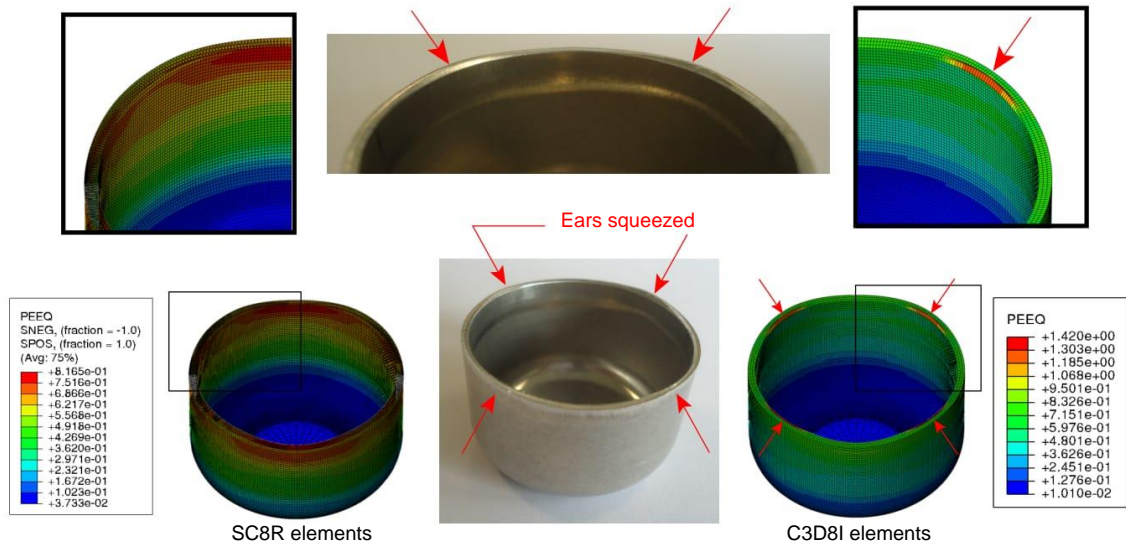 Ears squeezed
PEEQ
SNEG, (fraction = -1.0)
SPOS, (fraction = 1.0)
(Avg: 75%)
+8.165e-01
+7.516e-01
+6.866e-01
+6.217e-01
+5.568e-01
+4.918e-01
+4.269e-01
+3.620e-01
+2.971e-01
+2.321e-01
+1.672e-01
+1.023e-01
+3.733e-02
PEEQ
+1.420e+00
+1.303e+00
+1.185e+00
+1.068e+00
+9.501e-01
+8.326e-01
+7.151e-01
+5.976e-01
+4.801e-01
+3.626e-01
+2.451e-01
+1.276e-01
+1.010e-02
SC8R elements
C3D8I elements